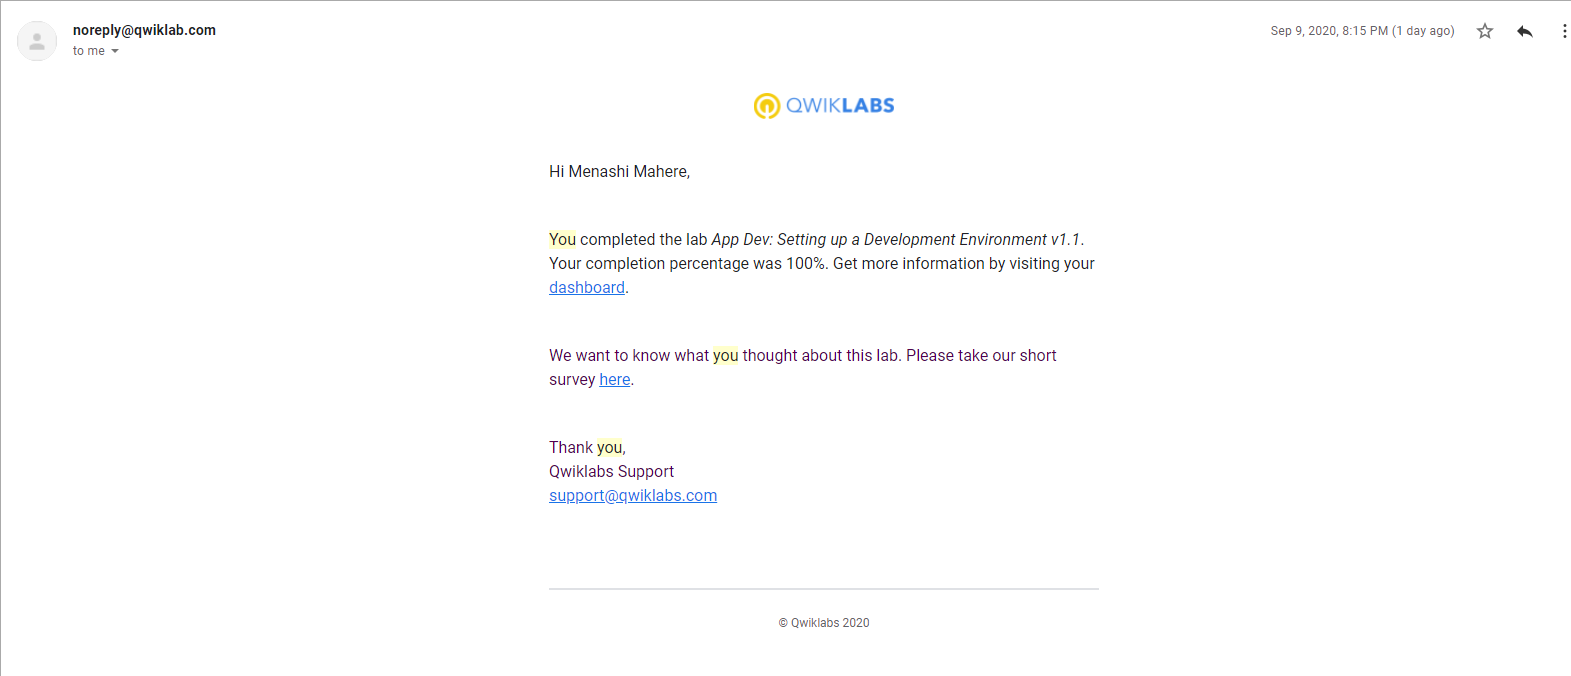 noreply@qwiklab.com
Sep 9, 2020, 8:15 PM (1 day ago)
to me
QWIKLABS
Hi Menashi Mahere,
You completed the lab App Dev: Setting up a Development Environment v1.1.
Your completion percentage was 100%. Get more information by visiting your
dashboard.
We want to know what you thought about this lab. Please take our short
survey here.
Thank you,
Qwiklabs Support
support@qwiklabs.com
© Qwiklabs 2020